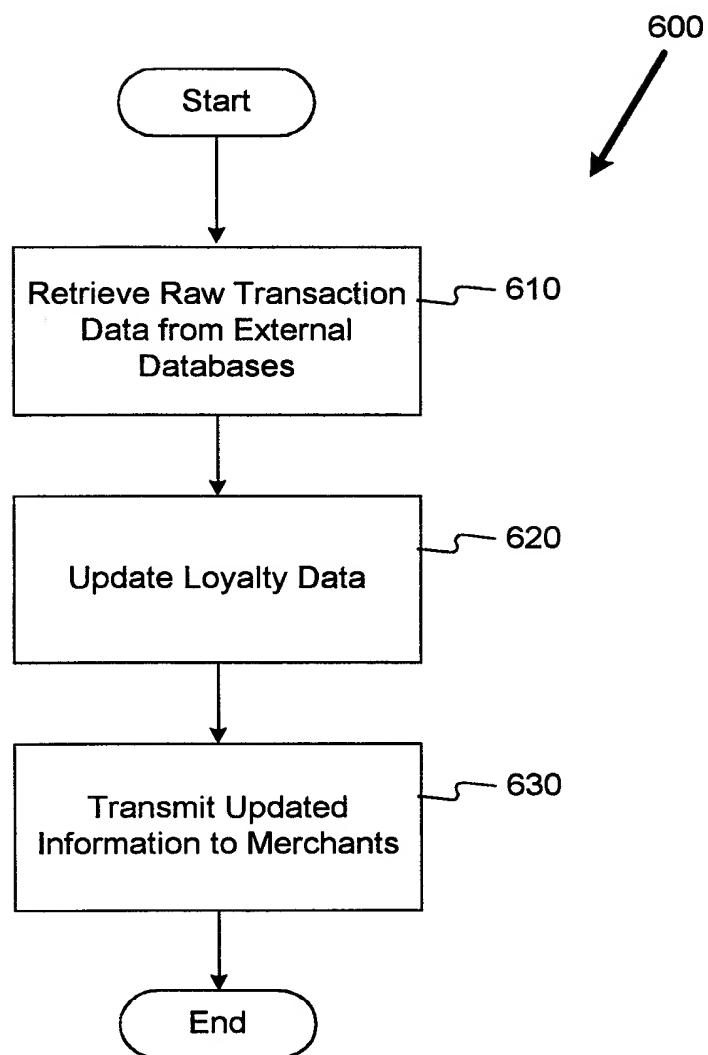 600
Start
Retrieve Raw Transaction
Data from External
Databases
610
Update Loyalty Data
620
Transmit Updated
Information to Merchants
630
End